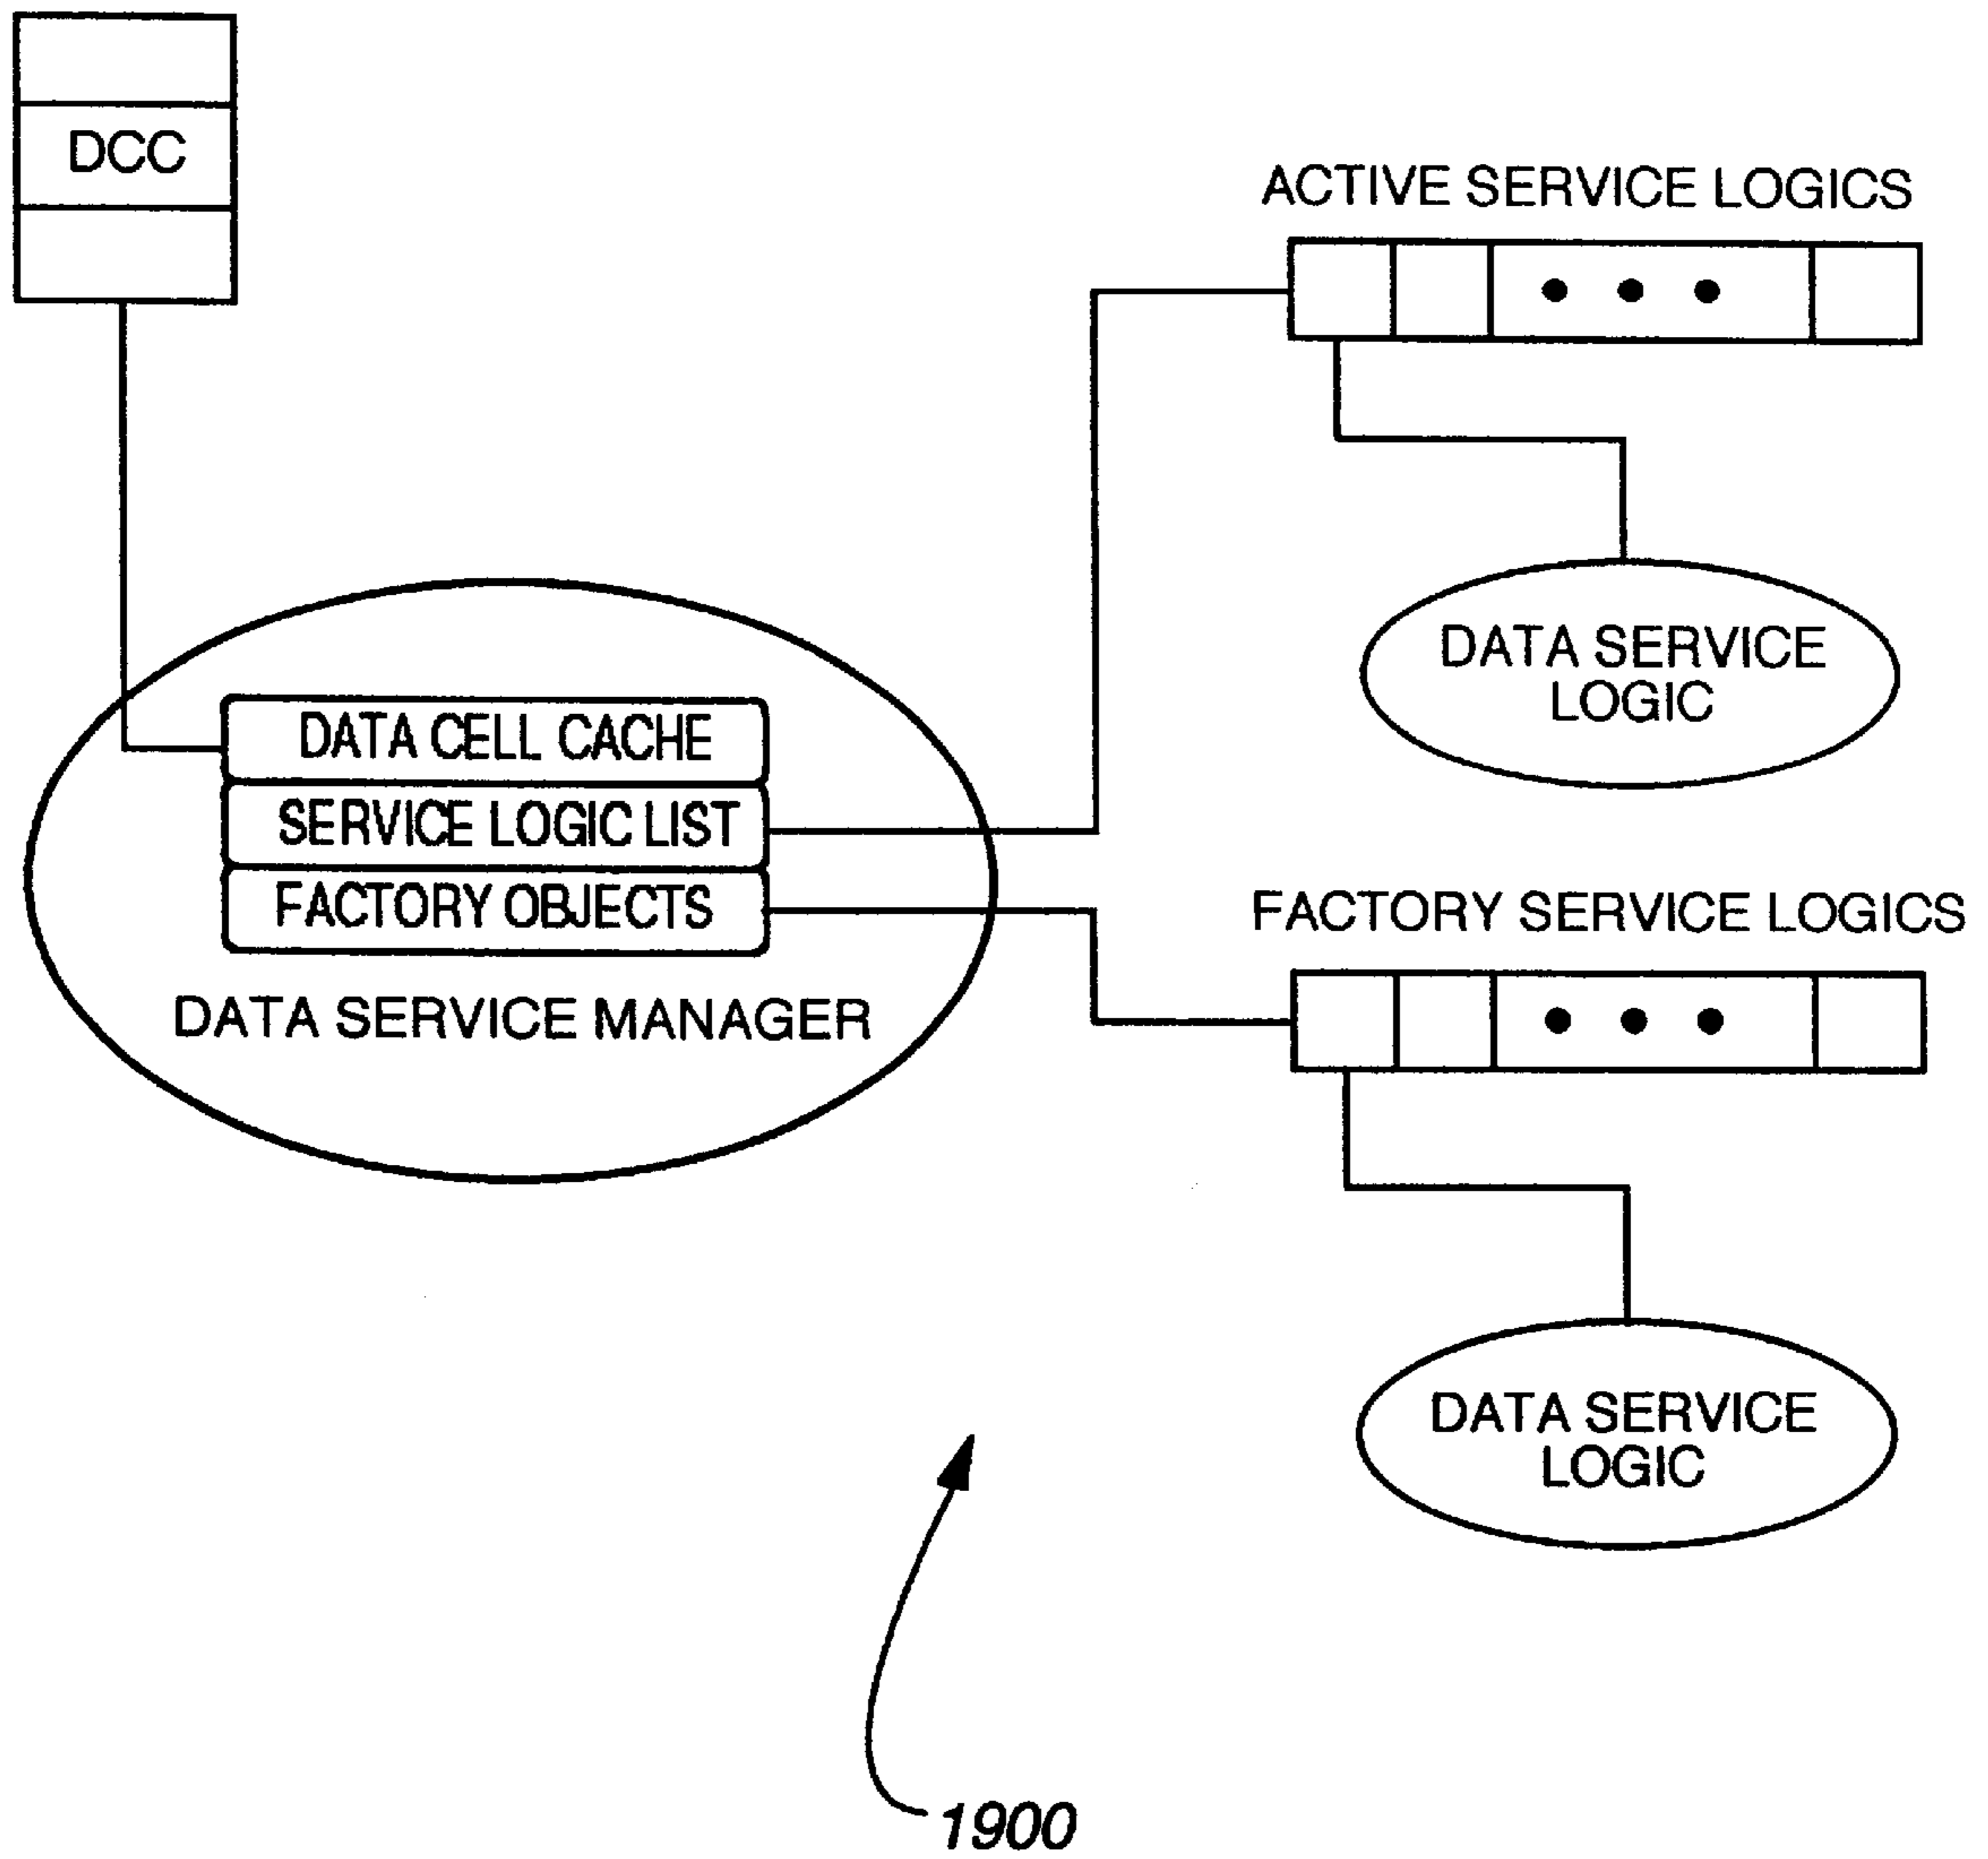 DCC
ACTIVE SERVICE LOGICS
DATA SERVICE
LOGIC
DATA CELL CACHE
SERVICE LOGIC LIST
FACTORY OBJECTS
DATA SERVICE MANAGER
FACTORY SERVICE LOGICS
DATA SERVICE
LOGIC
1900